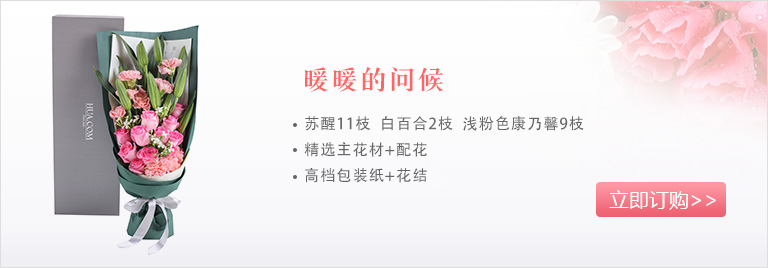 暖暖的问候
• 苏醒11枝 白百合2枝 浅粉色康乃馨9枝
• 精选主花材+配花
• 高档包装纸+花结
立即订购>>
HUA.COM